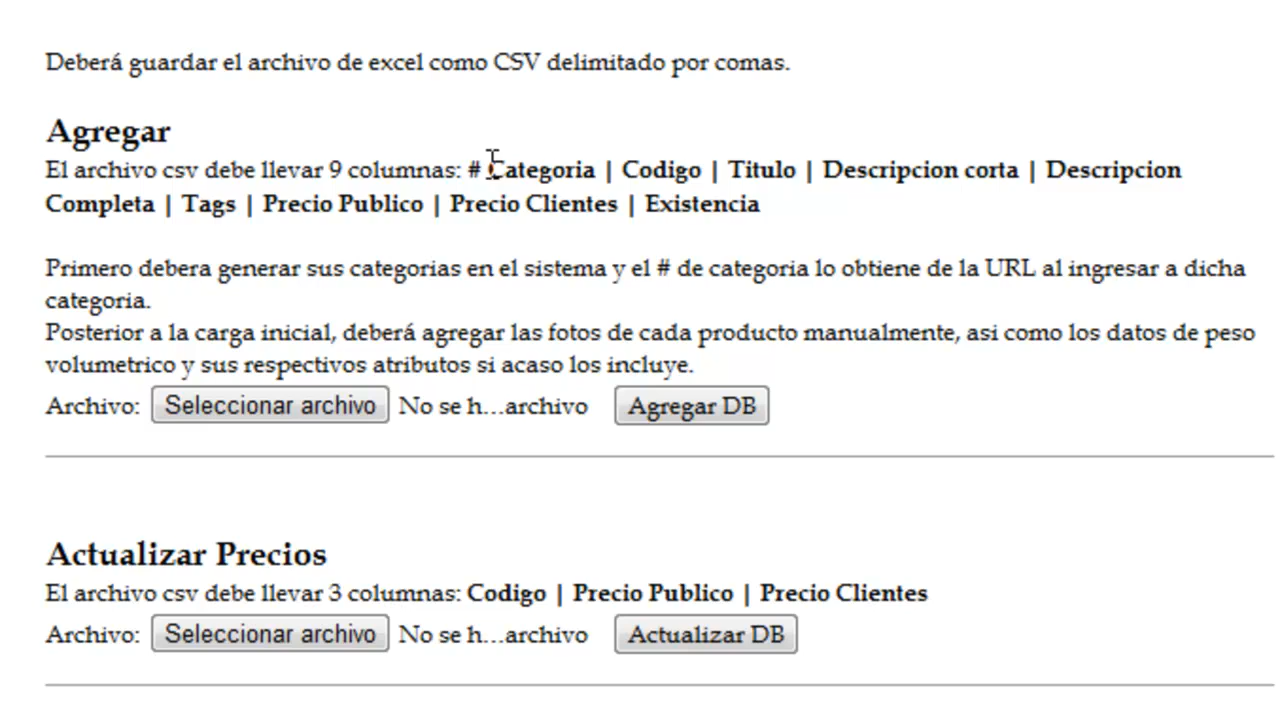 Deberá guardar el archivo de excel como CSV delimitado por comas.
Agregar
El archivo csv debe llevar 9 columnas: # Categoria | Codigo | Titulo | Descripcion corta | Descripcion
Completa | Tags | Precio Publico | Precio Clientes | Existencia
Primero debera generar sus categorias en el sistema y el # de categoria lo obtiene de la URL al ingresar a dicha
categoria.
Posterior a la carga inicial, deberá agregar las fotos de cada producto manualmente, asi como los datos de peso
volumetrico y sus respectivos atributos si acaso los incluye.
Archivo: Seleccionar archivo No se h...archivo Agregar DB
Actualizar Precios
El archivo csv debe llevar 3 columnas: Codigo | Precio Publico | Precio Clientes
Archivo: Seleccionar archivo No se h...archivo Actualizar DB